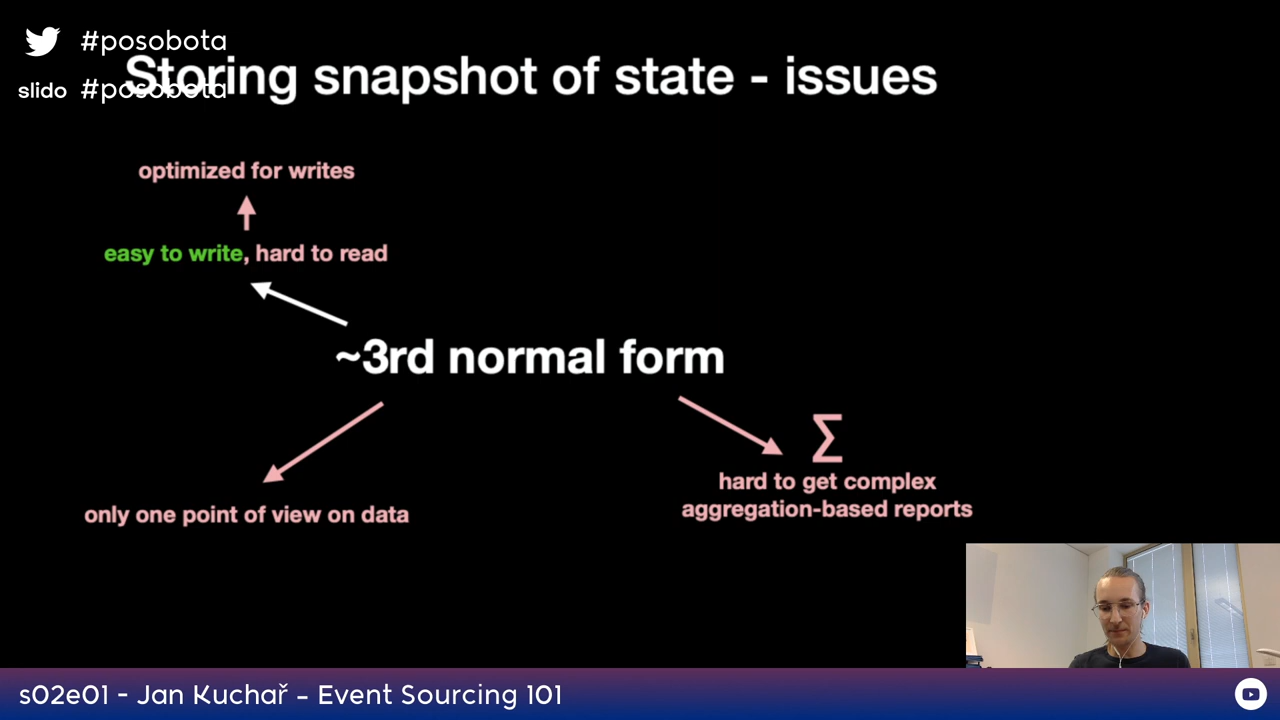 #posobota
Storing snapshot of state - issues
slido #posobota
optimized for writes
easy to write, hard to read
~3rd normal form
Σ
hard to get complex
aggregation-based reports
only one point of view on data
s02e01 - Jan Kuchař - Event Sourcing 101